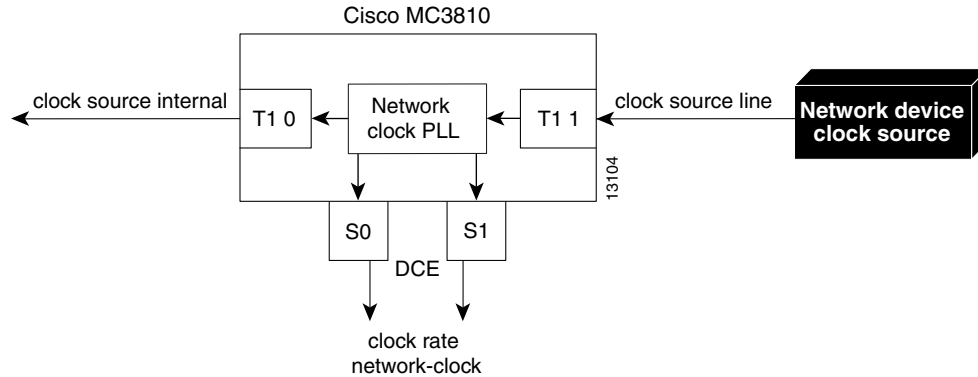 Cisco MC3810
clock source internal
T1 0
Network
clock PLL
T1 1
clock source line
Network device
clock source
13104
S0
S1
DCE
clock rate
network-clock